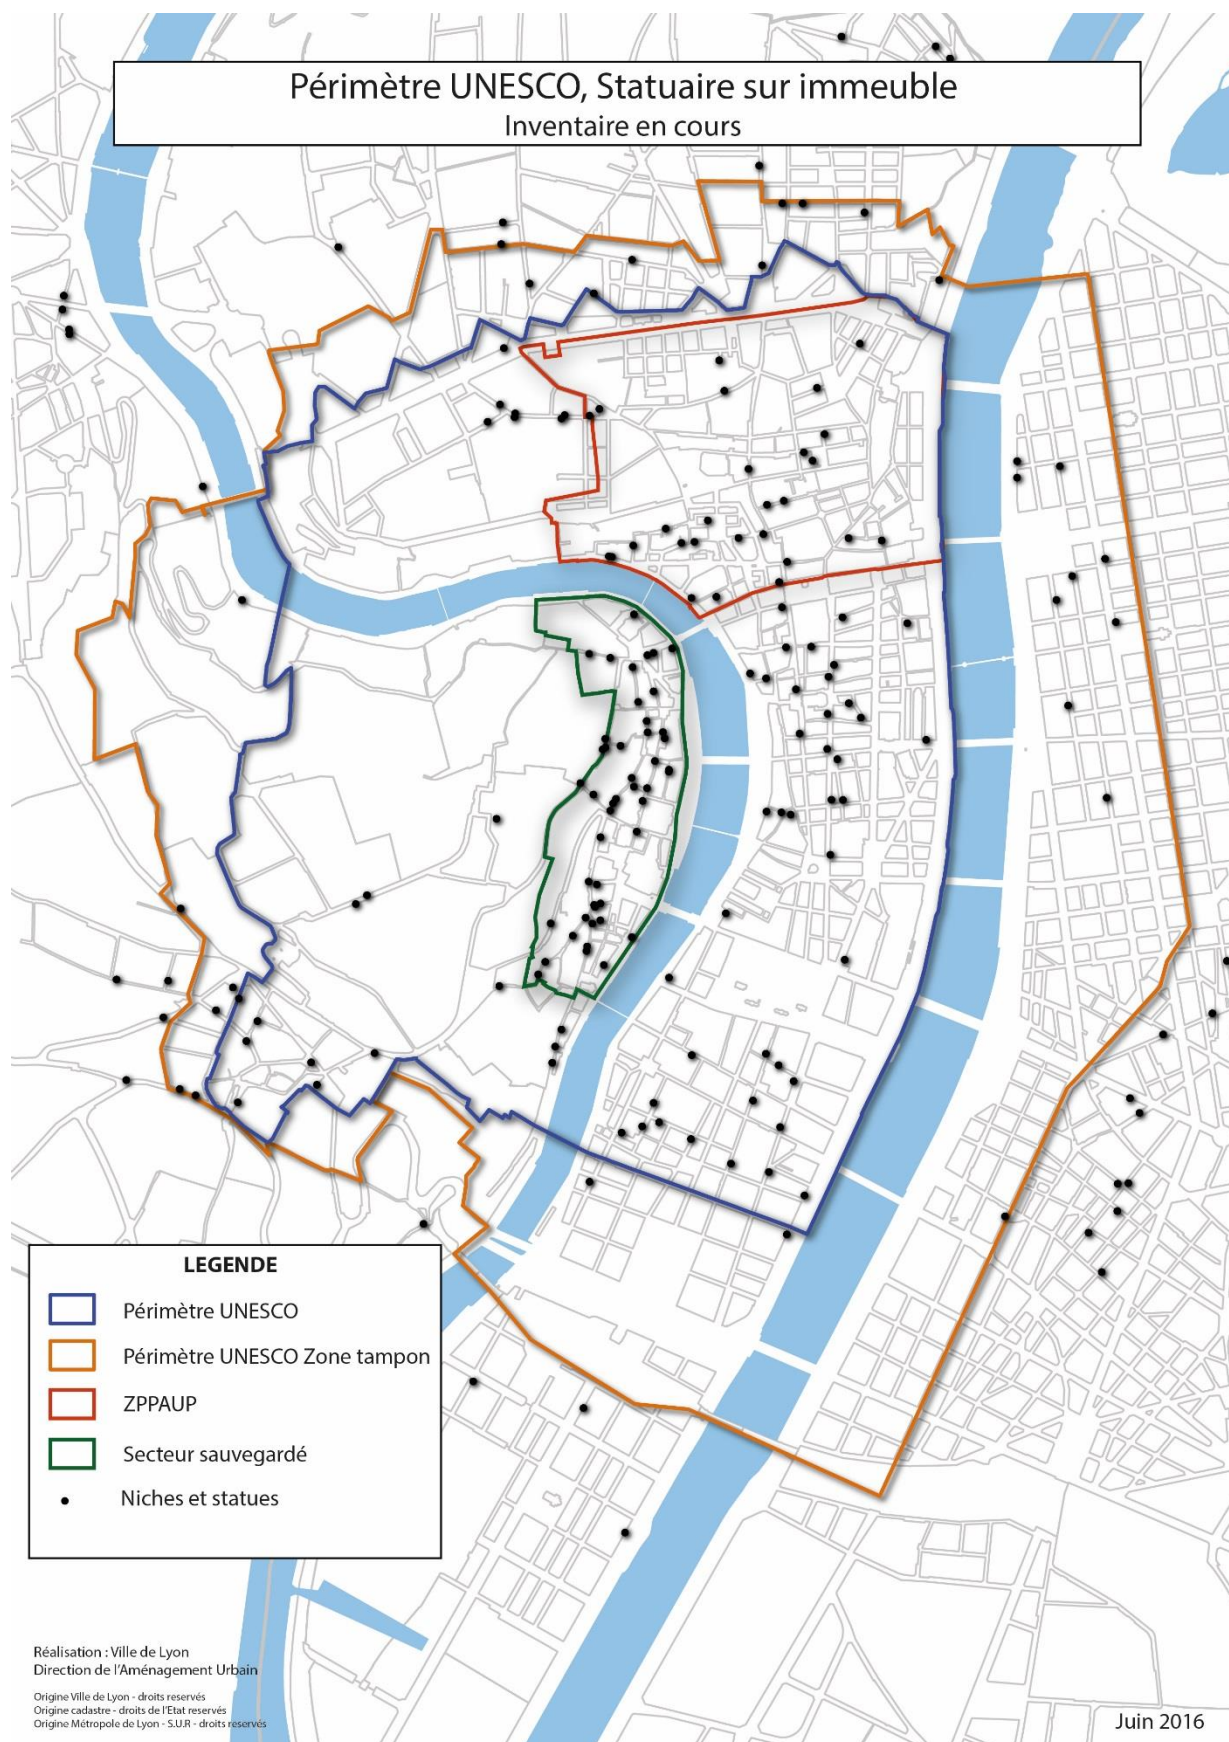 Périmètre UNESCO, Statuaire sur immeuble
Inventaire en cours
LEGENDE
Périmètre UNESCO
Périmètre UNESCO Zone tampon
ZPPAUP
Secteur sauvegardé
Niches et statues
Réalisation : Ville de Lyon
Direction de l'Aménagement Urbain
Origine Ville de Lyon - droits reservés
Origine cadastre - droits de l'Etat reservés
Origine Métropole de Lyon - S.U.R - droits reservés
Juin 2016